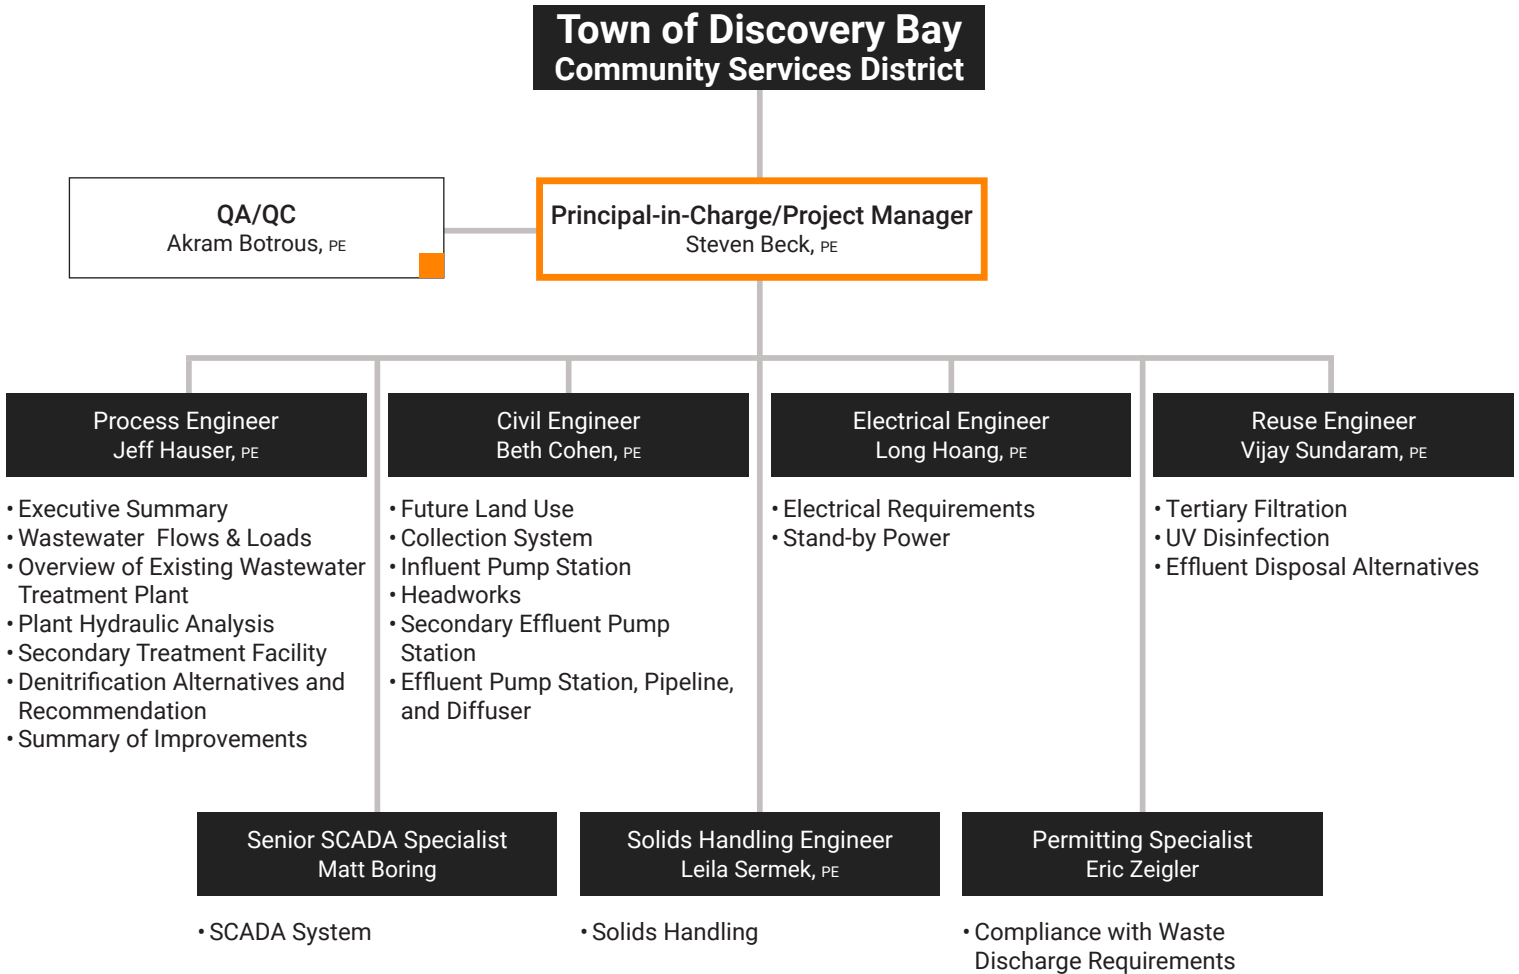 Town of Discovery Bay
Community Services District
QA/QC
Akram Botrous, PE
Principal-in-Charge/Project Manager
Steven Beck, PE
Process Engineer
Jeff Hauser, PE
• Executive Summary
• Wastewater Flows & Loads
• Overview of Existing Wastewater
Treatment Plant
• Plant Hydraulic Analysis
• Secondary Treatment Facility
• Denitrification Alternatives and
Recommendation
• Summary of Improvements
Civil Engineer
Beth Cohen, PE
• Future Land Use
• Collection System
• Influent Pump Station
• Headworks
• Secondary Effluent Pump
Station
• Effluent Pump Station, Pipeline,
and Diffuser
Electrical Engineer
Long Hoang, PE
• Electrical Requirements
• Stand-by Power
Reuse Engineer
Vijay Sundaram, PE
• Tertiary Filtration
• UV Disinfection
• Effluent Disposal Alternatives
Senior SCADA Specialist
Matt Boring
• SCADA System
Solids Handling Engineer
Leila Sermek, PE
• Solids Handling
Permitting Specialist
Eric Zeigler
• Compliance with Waste
Discharge Requirements